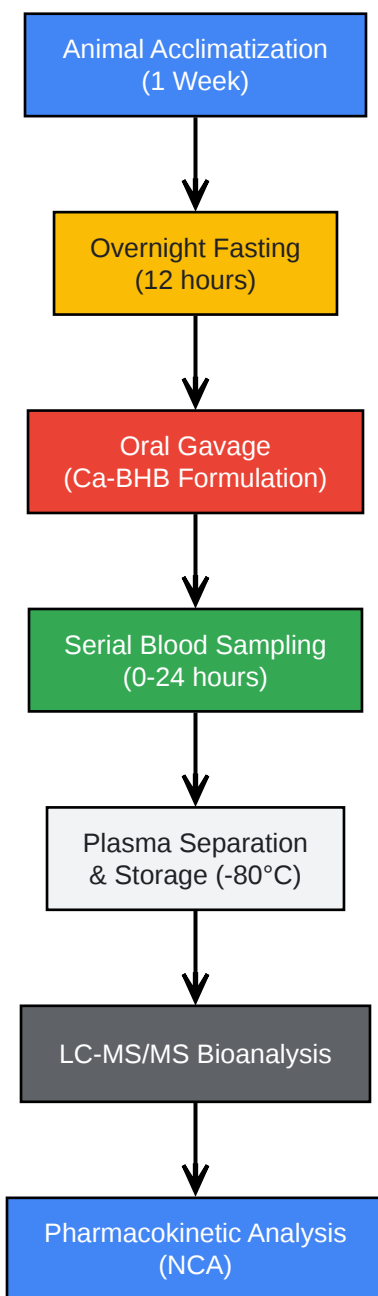 Animal Acclimatization
(1 Week)
Overnight Fasting
(12 hours)
Oral Gavage
(Ca-BHB Formulation)
Serial Blood Sampling
(0-24 hours)
Plasma Separation
& Storage (-80°C)
LC-MS/MS Bioanalysis
Pharmacokinetic Analysis
(NCA)